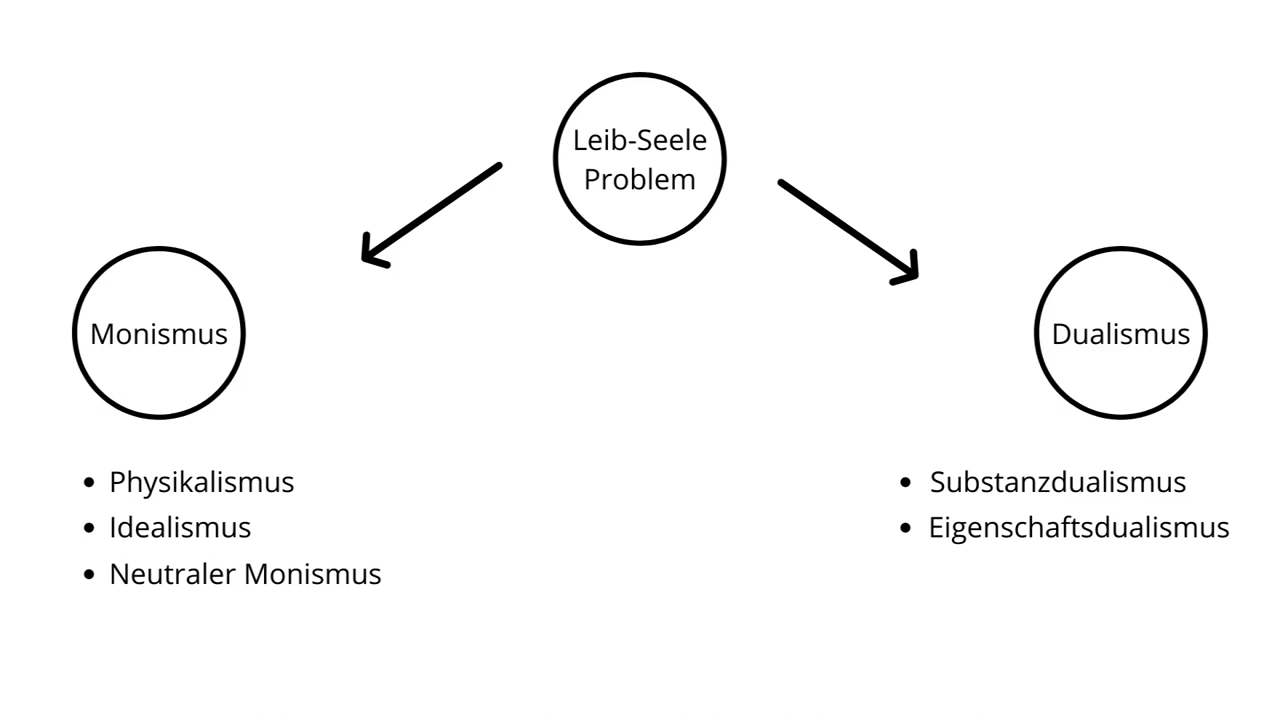 Leib-Seele
Problem
Monismus
Dualismus
• Physikalismus
• Idealismus
• Neutraler Monismus
• Substanzdualismus
• Eigenschaftsdualismus